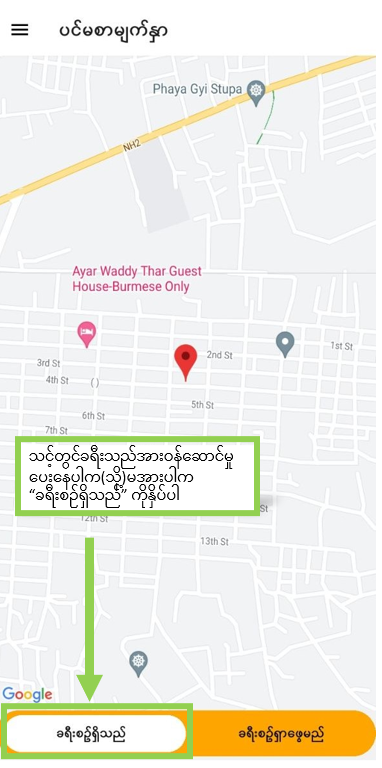 ပင်မစာမျက်နှာ
Phaya Gyi Stupa
NH2
Ayar Waddy Thar Guest
House-Burmese Only
1st St
2nd St
3rd St
4th St
( )
5th St
6th St
7th St
သင့်တွင်ခရီးသည်အားဝန်ဆောင်မှု
ပေးနေပါက(သို့)မအားပါက
“ခရီးစဉ်ရှိသည်” ကိုနှိပ်ပါ
St
12th St
13th St
Google
ခရီးစဉ်ရှိသည်
ခရီးစဉ်ရှာဖွေမည်